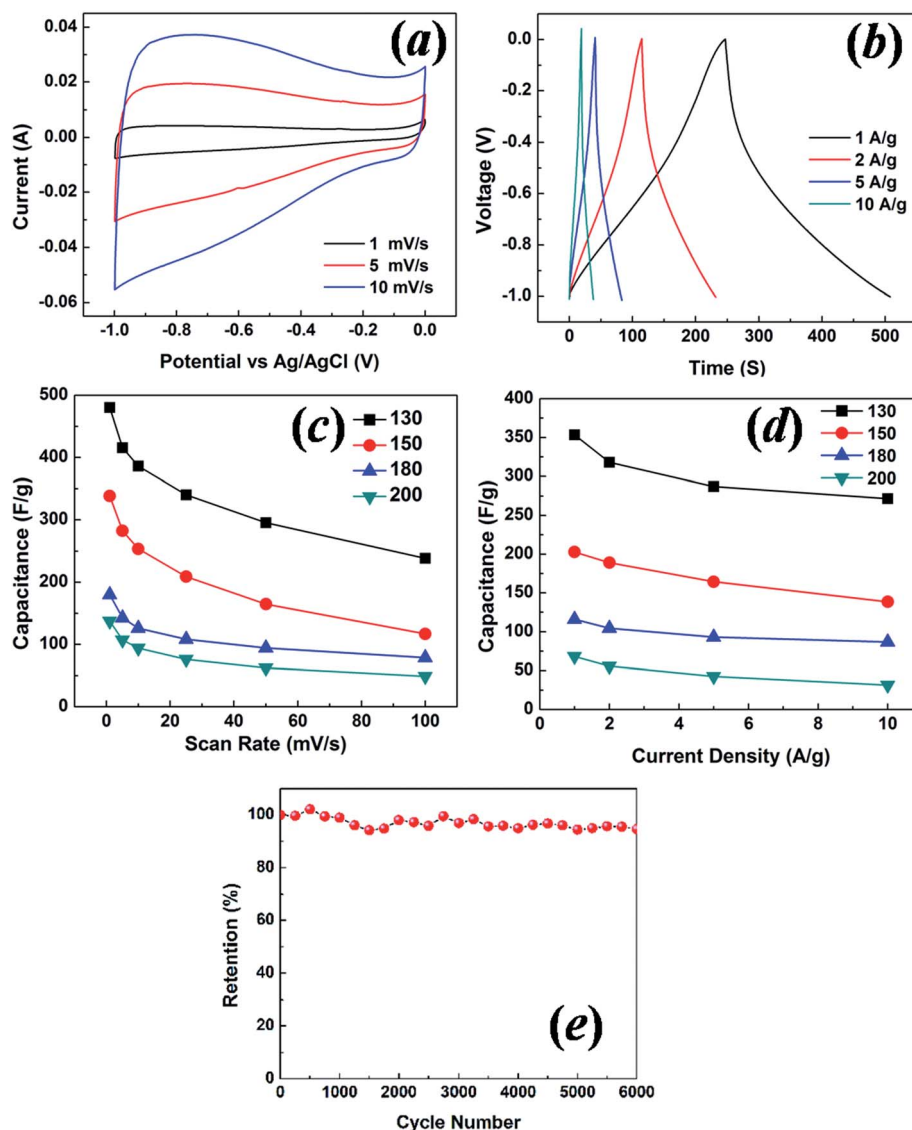 (a)
0.04
0.02
0.00
-0.02
-0.04
-0.06
Current (A)
1 mV/s
5 mV/s
10 mV/s
-1.0 -0.8 -0.6 -0.4 -0.2 0.0
Potential vs Ag/AgCl (V)
(b)
0.0
-0.2
-0.4
-0.6
-0.8
-1.0
Voltage (V)
1 A/g
2 A/g
5 A/g
10 A/g
0 100 200 300 400 500
Time (S)
(c)
500
400
300
200
100
0
Capacitance (F/g)
130
150
180
200
0 20 40 60 80 100
Scan Rate (mV/s)
(d)
400
350
300
250
200
150
100
50
0
Capacitance (F/g)
130
150
180
200
0 2 4 6 8 10
Current Density (A/g)
100
80
60
40
20
0
Retention (%)
(e)
0 1000 2000 3000 4000 5000 6000
Cycle Number